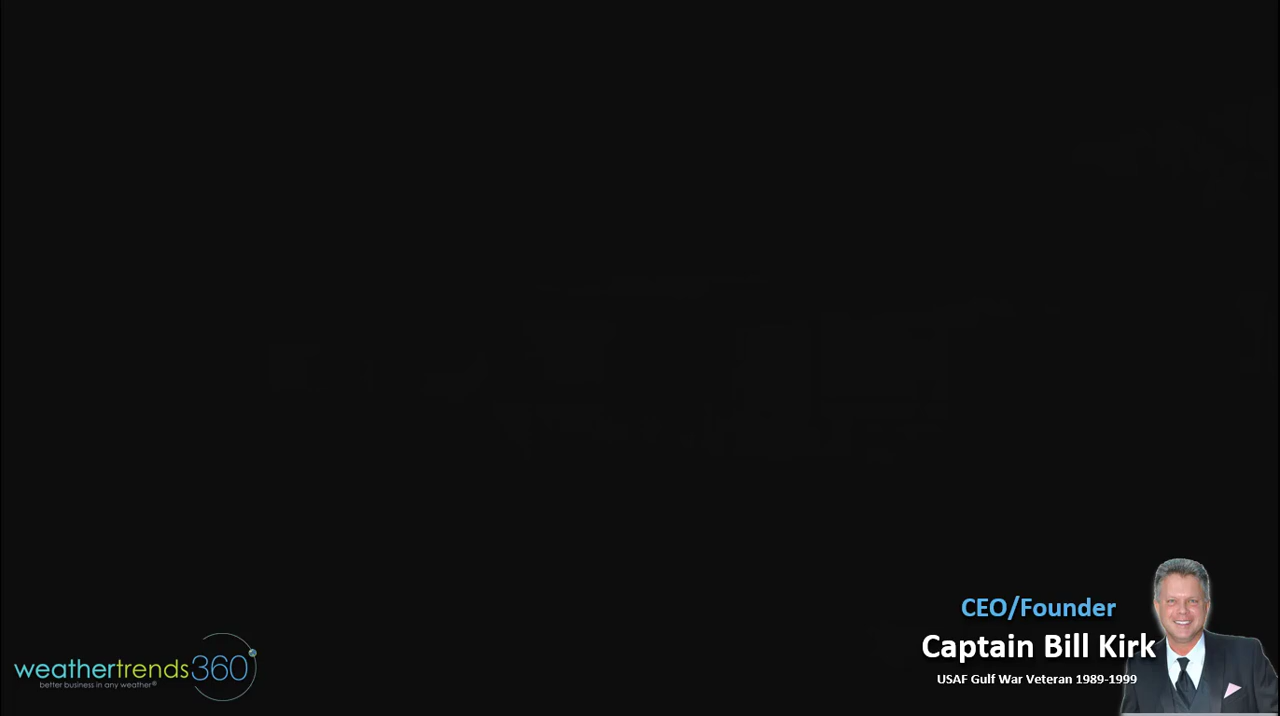 CEO/Founder
Captain Bill Kirk
USAF Gulf War Veteran 1989-1999
weathertrends360
better business in any weather®